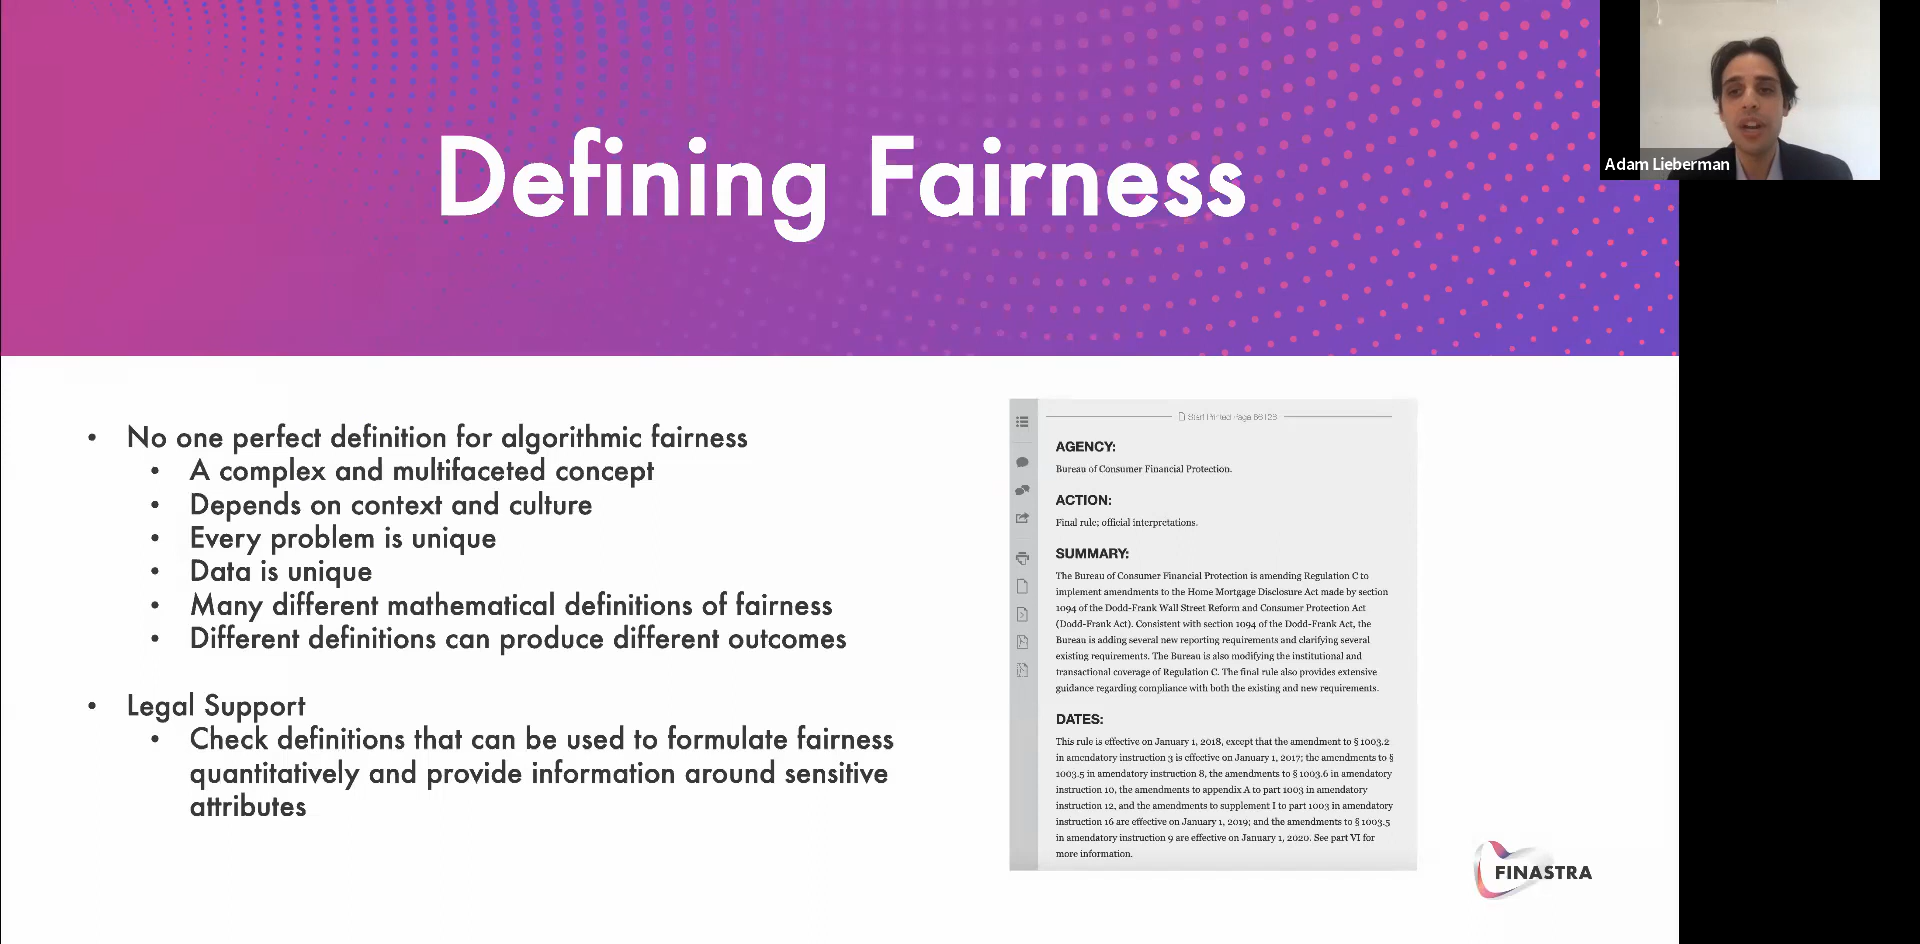 Defining Fairness
Adam Lieberman
• No one perfect definition for algorithmic fairness
• A complex and multifaceted concept
• Depends on context and culture
• Every problem is unique
• Data is unique
• Many different mathematical definitions of fairness
• Different definitions can produce different outcomes
• Legal Support
• Check definitions that can be used to formulate fairness
quantitatively and provide information around sensitive
attributes
Start Printed Page 66128
AGENCY:
Bureau of Consumer Financial Protection.
ACTION:
Final rule; official interpretations.
SUMMARY:
The Bureau of Consumer Financial Protection is amending Regulation C to
implement amendments to the Home Mortgage Disclosure Act made by section
1094 of the Dodd-Frank Wall Street Reform and Consumer Protection Act
(Dodd-Frank Act). Consistent with section 1094 of the Dodd-Frank Act, the
Bureau is adding several new reporting requirements and clarifying several
existing requirements. The Bureau is also modifying the institutional and
transactional coverage of Regulation C. The final rule also provides extensive
guidance regarding compliance with both the existing and new requirements.
DATES:
This rule is effective on January 1, 2018, except that the amendment to § 1003.2
in amendatory instruction 3 is effective on January 1, 2017; the amendments to §
1003.5 in amendatory instruction 8, the amendments to § 1003.6 in amendatory
instruction 10, the amendments to appendix A to part 1003 in amendatory
instruction 12, and the amendments to supplement I to part 1003 in amendatory
instruction 16 are effective on January 1, 2019; and the amendments to § 1003.5
in amendatory instruction 9 are effective on January 1, 2020. See part VI for
more information.
FINASTRA